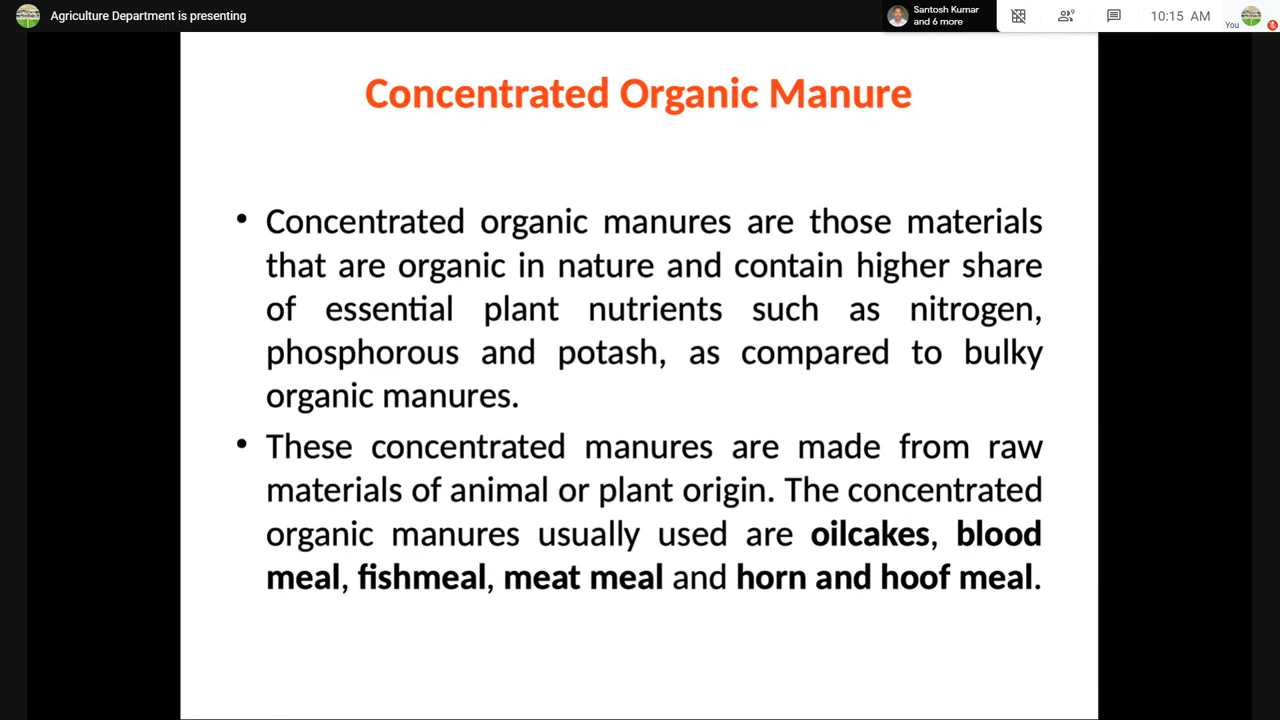 Agriculture Department is presenting
Santosh Kumar
and 6 more
9
10:15 AM
You
Concentrated Organic Manure
• Concentrated organic manures are those materials
that are organic in nature and contain higher share
of essential plant nutrients such as nitrogen,
phosphorous and potash, as compared to bulky
organic manures.
• These concentrated manures are made from raw
materials of animal or plant origin. The concentrated
organic manures usually used are oilcakes, blood
meal, fishmeal, meat meal and horn and hoof meal.